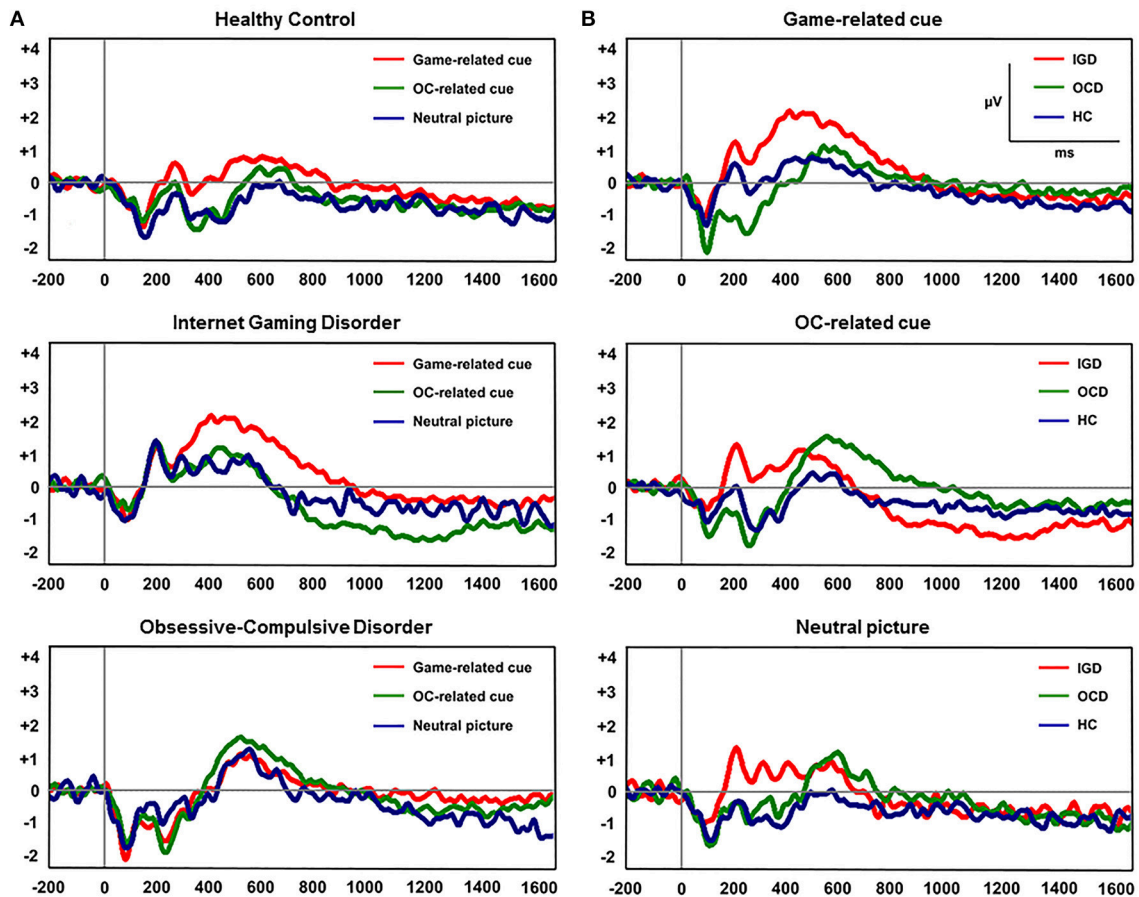 A
Healthy Control
+4
+3
+2
+1
0
-1
-2
Game-related cue
OC-related cue
Neutral picture
-200 0 200 400 600 800 1000 1200 1400 1600
Internet Gaming Disorder
+4
+3
+2
+1
0
-1
-2
Game-related cue
OC-related cue
Neutral picture
-200 0 200 400 600 800 1000 1200 1400 1600
Obsessive-Compulsive Disorder
+4
+3
+2
+1
0
-1
-2
Game-related cue
OC-related cue
Neutral picture
-200 0 200 400 600 800 1000 1200 1400 1600
B
Game-related cue
+4
+3
+2
+1
0
-1
-2
µV
ms
IGD
OCD
HC
-200 0 200 400 600 800 1000 1200 1400 1600
OC-related cue
+4
+3
+2
+1
0
-1
-2
IGD
OCD
HC
-200 0 200 400 600 800 1000 1200 1400 1600
Neutral picture
+4
+3
+2
+1
0
-1
-2
IGD
OCD
HC
-200 0 200 400 600 800 1000 1200 1400 1600